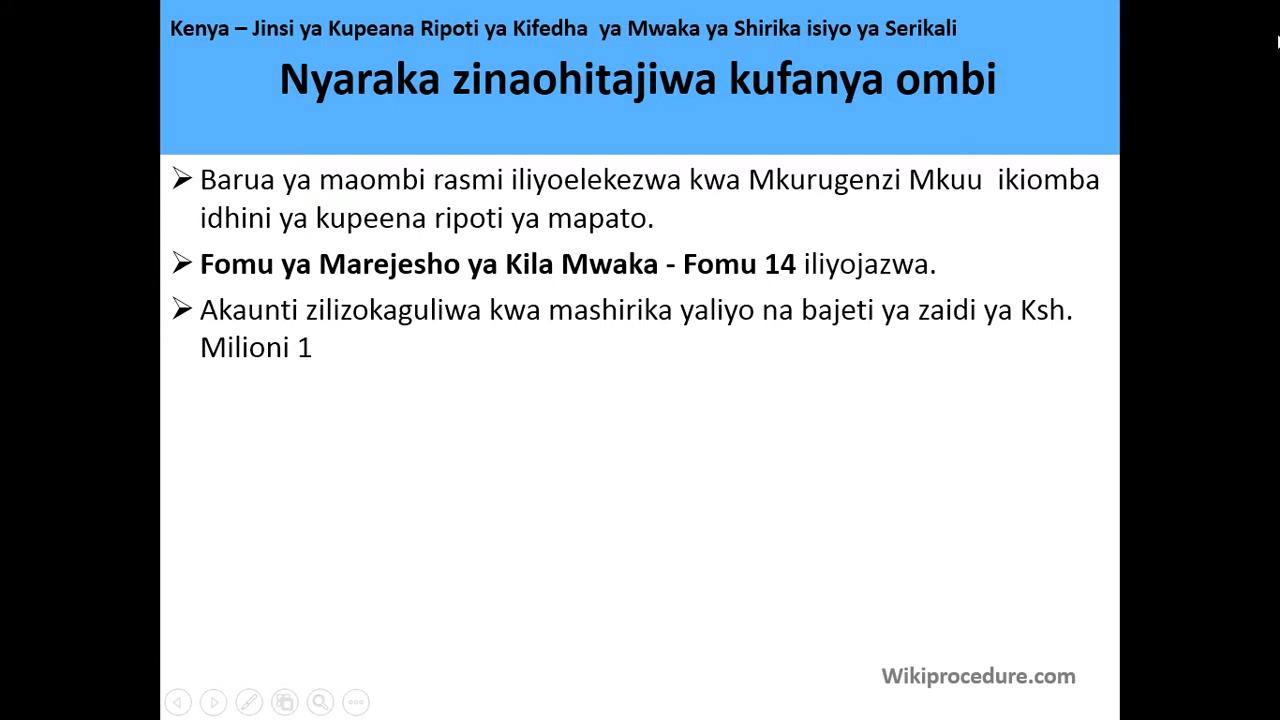 Kenya – Jinsi ya Kupeana Ripoti ya Kifedha ya Mwaka ya Shirika isiyo ya Serikali
Nyaraka zinaohitajiwa kufanya ombi
➢ Barua ya maombi rasmi iliyoelekezwa kwa Mkurugenzi Mkuu ikiomba
idhini ya kupeena ripoti ya mapato.
➢ Fomu ya Marejesho ya Kila Mwaka - Fomu 14 iliyojazwa.
➢ Akaunti zilizokaguliwa kwa mashirika yaliyo na bajeti ya zaidi ya Ksh.
Milioni 1
Wikiprocedure.com